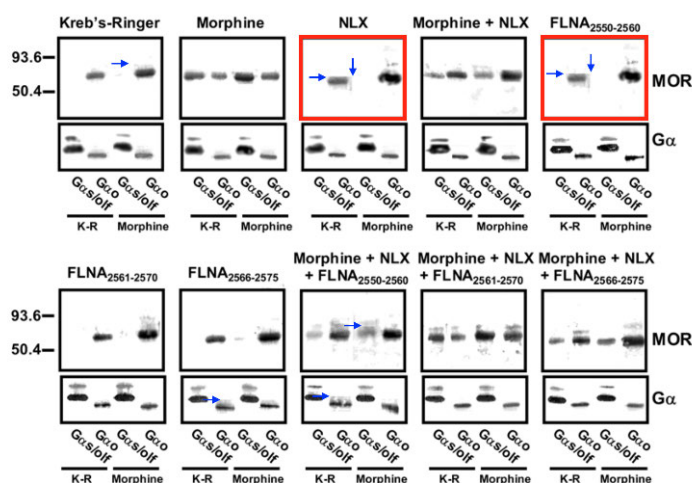 Kreb's-Ringer Morphine NLX Morphine + NLX FLNA2550-2560
93.6
50.4
MOR
Gα
Gαs/olf Gαo Gαs/olf Gαo Gαs/olf Gαo Gαs/olf Gαo Gαs/olf Gαo Gαs/olf Gαo Gαs/olf Gαo Gαs/olf Gαo Gαs/olf Gαo Gαs/olf Gαo
K-R Morphine K-R Morphine K-R Morphine K-R Morphine K-R Morphine
FLNA2561-2570 FLNA2566-2575 Morphine + NLX + FLNA2550-2560 Morphine + NLX + FLNA2561-2570 Morphine + NLX + FLNA2566-2575
93.6
50.4
MOR
Gα
Gαs/olf Gαo Gαs/olf Gαo Gαs/olf Gαo Gαs/olf Gαo Gαs/olf Gαo Gαs/olf Gαo Gαs/olf Gαo Gαs/olf Gαo Gαs/olf Gαo Gαs/olf Gαo
K-R Morphine K-R Morphine K-R Morphine K-R Morphine K-R Morphine